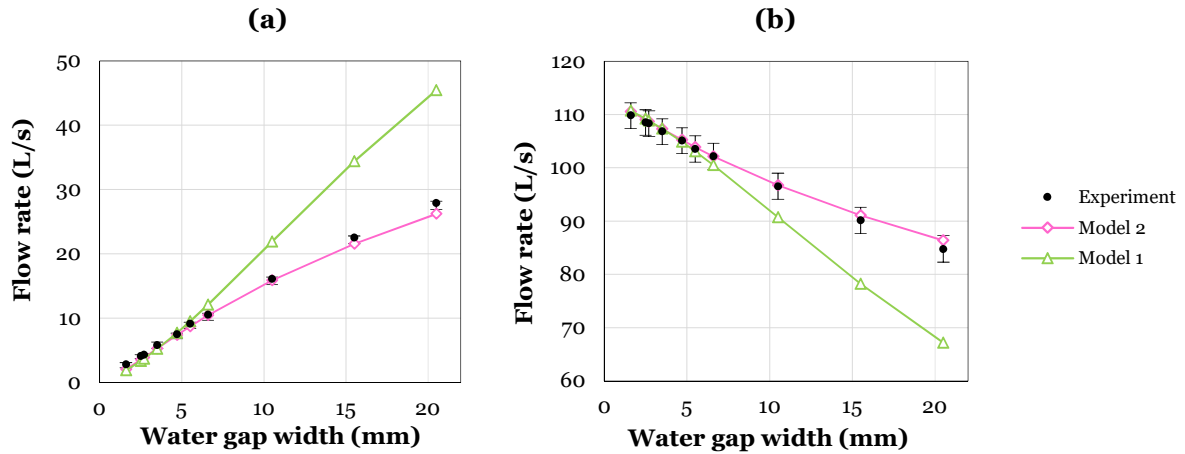 (a)
Flow rate (L/s)
50
40
30
20
10
0
0 5 10 15 20
Water gap width (mm)
(b)
Flow rate (L/s)
120
110
100
90
80
70
60
0 5 10 15 20
Water gap width (mm)
Experiment
Model 2
Model 1